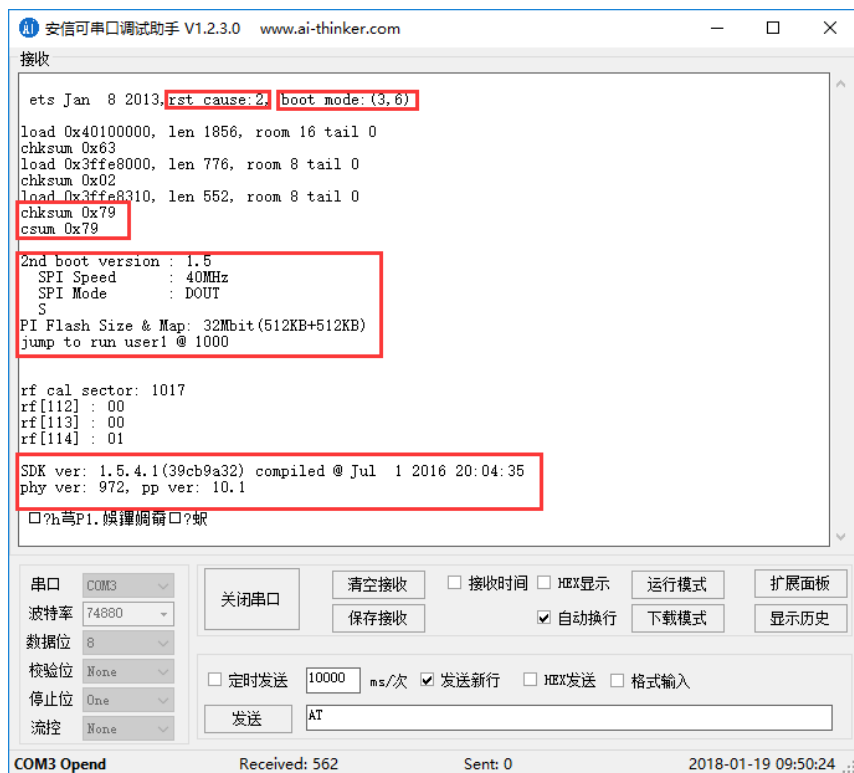 安信可串口调试助手 V1.2.3.0 www.ai-thinker.com
接收
ets Jan 8 2013,rst cause:2, boot mode:(3,6)
load 0x40100000, len 1856, room 16 tail 0
chksum 0x63
load 0x3ffe8000, len 776, room 8 tail 0
chksum 0x02
load 0x3ffe8310, len 552, room 8 tail 0
chksum 0x79
csum 0x79
2nd boot version : 1.5
SPI Speed : 40MHz
SPI Mode : DOUT
S
PI Flash Size & Map: 32Mbit(512KB+512KB)
jump to run user1 @ 1000
rf cal sector: 1017
rf[112] : 00
rf[113] : 00
rf[114] : 01
SDK ver: 1.5.4.1(39cb9a32) compiled @ Jul 1 2016 20:04:35
phy ver: 972, pp ver: 10.1
串口 COM3
波特率 74880
数据位 8
校验位 None
停止位 One
流控 None
关闭串口
清空接收 接收时间 HEX显示 运行模式 扩展面板
保存接收 自动换行 下载模式 显示历史
定时发送 10000 ms/次 发送新行 HEX发送 格式输入
发送 AT
COM3 Opend Received: 562 Sent: 0 2018-01-19 09:50:24